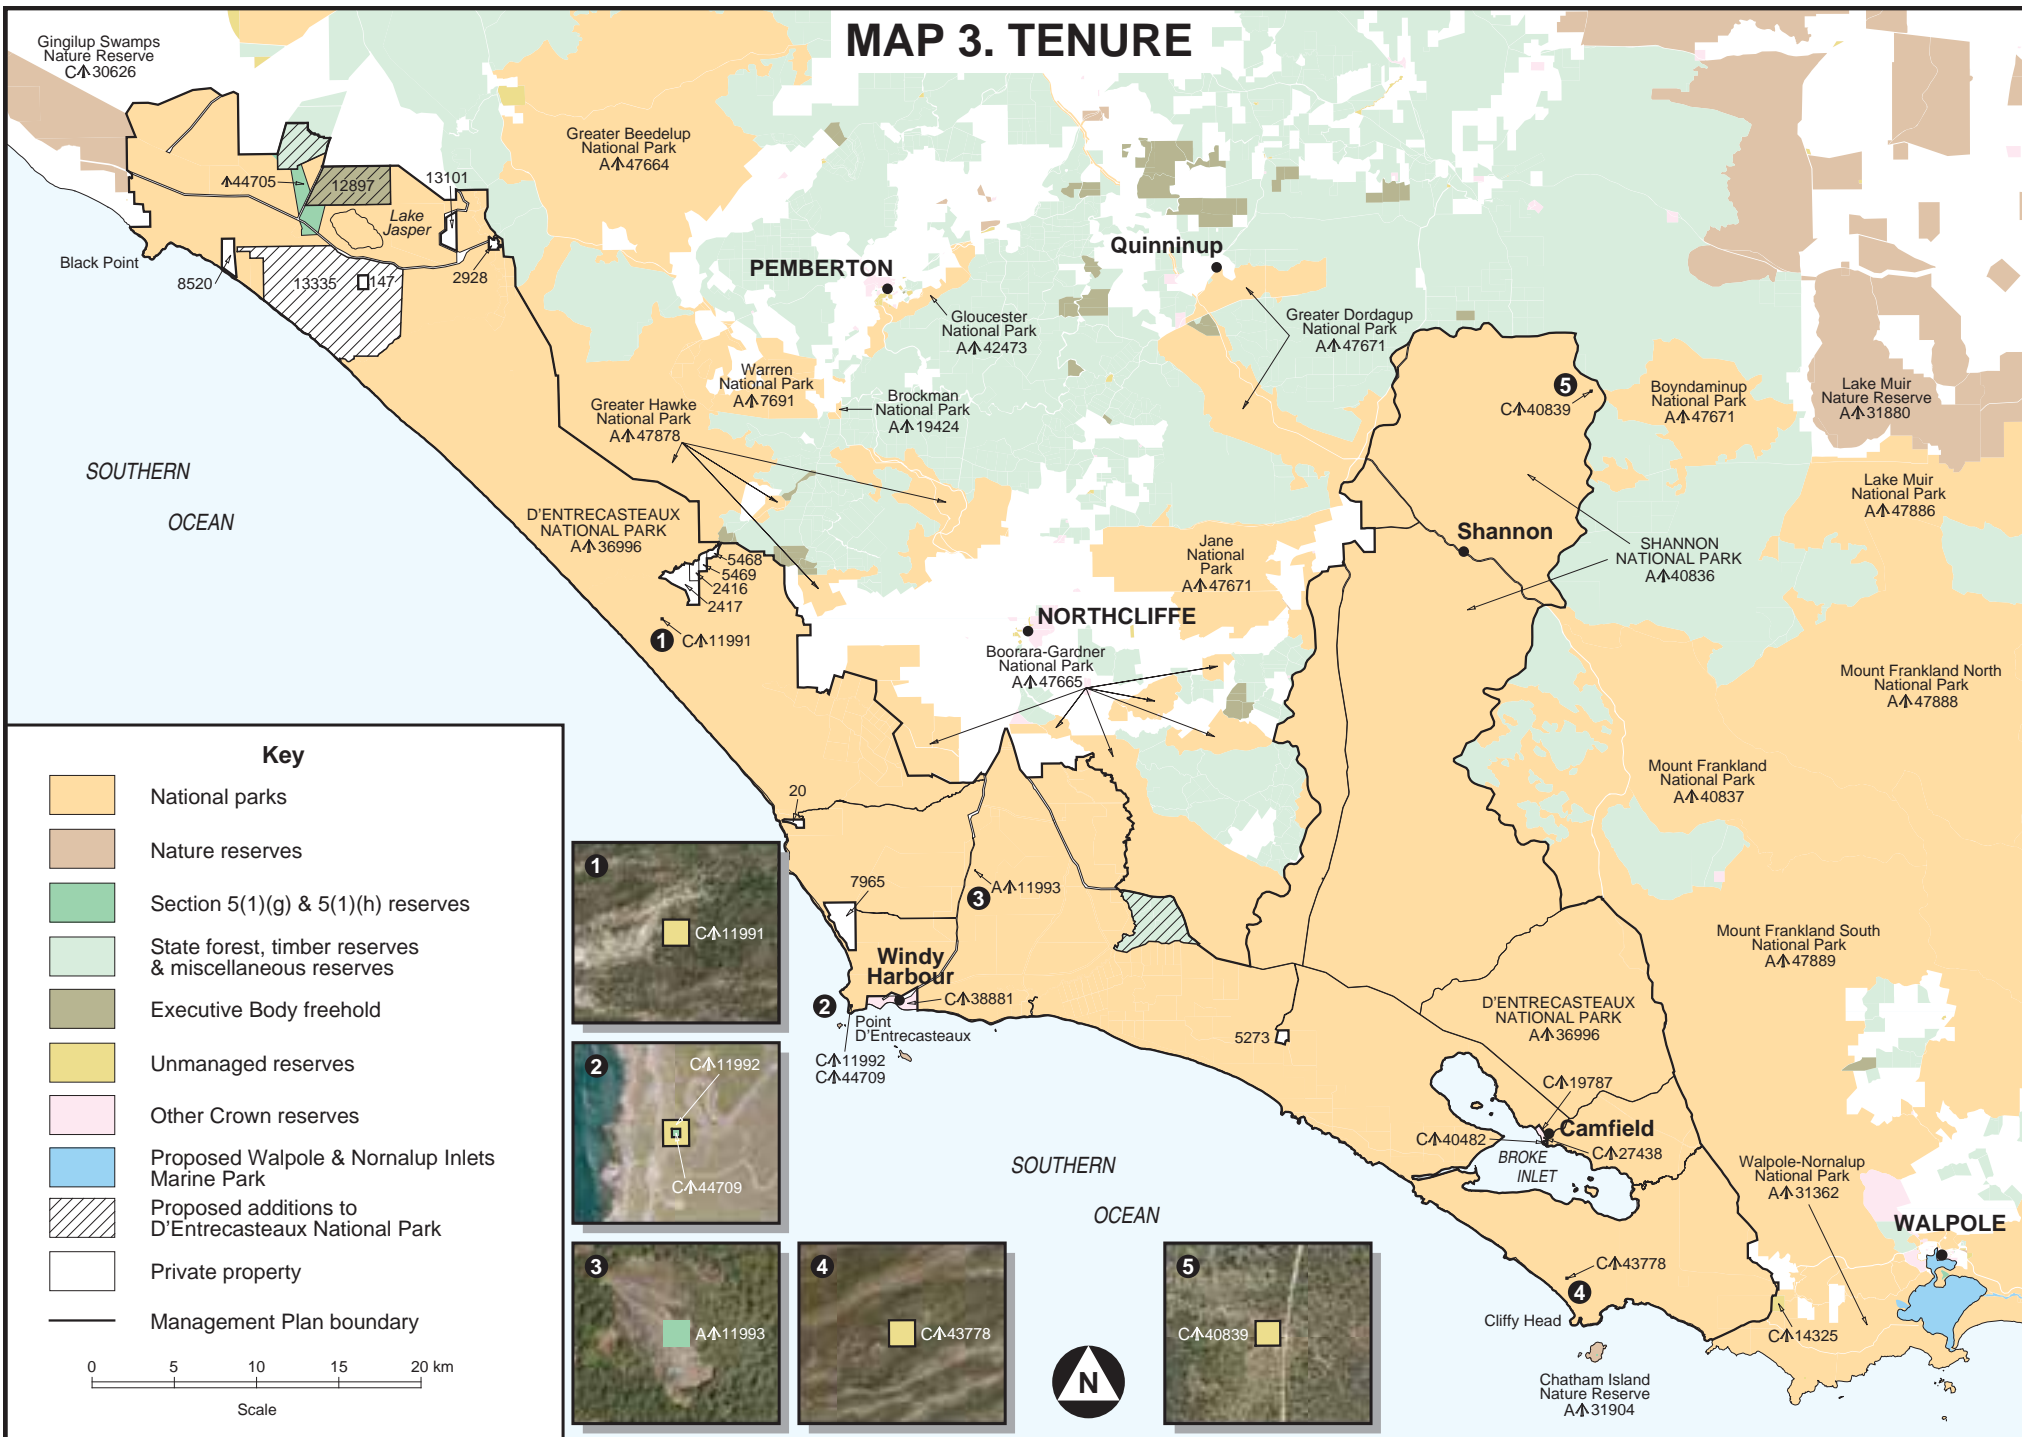 MAP 3. TENURE
Gingilup Swamps
Nature Reserve
C 30626
Greater Beedelup
National Park
A 47664
44705
12897
13101
Lake
Jasper
Black Point
8520
13335
147
2928
PEMBERTON
Quinninup
Gloucester
National Park
A 42473
Greater Dordagup
National Park
A 47671
Warren
National Park
A 7691
Brockman
National Park
A 19424
Greater Hawke
National Park
A 47878
5
C 40839
Boyndaminup
National Park
A 47671
Lake Muir
Nature Reserve
A 31880
Lake Muir
National Park
A 47886
SOUTHERN
OCEAN
D'ENTRECASTEAUX
NATIONAL PARK
A 36996
5468
5469
2416
2417
1
C 11991
Jane
National
Park
A 47671
Shannon
SHANNON
NATIONAL PARK
A 40836
NORTHCLIFFE
Boorara-Gardner
National Park
A 47665
Mount Frankland North
National Park
A 47888
Mount Frankland
National Park
A 40837
20
7965
3
A 11993
Windy
Harbour
2
C 38881
Point
D'Entrecasteaux
C 11992
C 44709
Mount Frankland South
National Park
A 47889
D'ENTRECASTEAUX
NATIONAL PARK
A 36996
5273
C 19787
Camfield
C 40482
C 27438
BROKE
INLET
Walpole-Nornalup
National Park
A 31362
WALPOLE
SOUTHERN
OCEAN
C 43778
4
Cliffy Head
C 14325
Chatham Island
Nature Reserve
A 31904
Key
National parks
Nature reserves
Section 5(1)(g) & 5(1)(h) reserves
State forest, timber reserves
& miscellaneous reserves
Executive Body freehold
Unmanaged reserves
Other Crown reserves
Proposed Walpole & Nornalup Inlets
Marine Park
Proposed additions to
D'Entrecasteaux National Park
Private property
Management Plan boundary
0 5 10 15 20 km
Scale
1
C 11991
2
C 11992
C 44709
3
A 11993
4
C 43778
5
C 40839
N